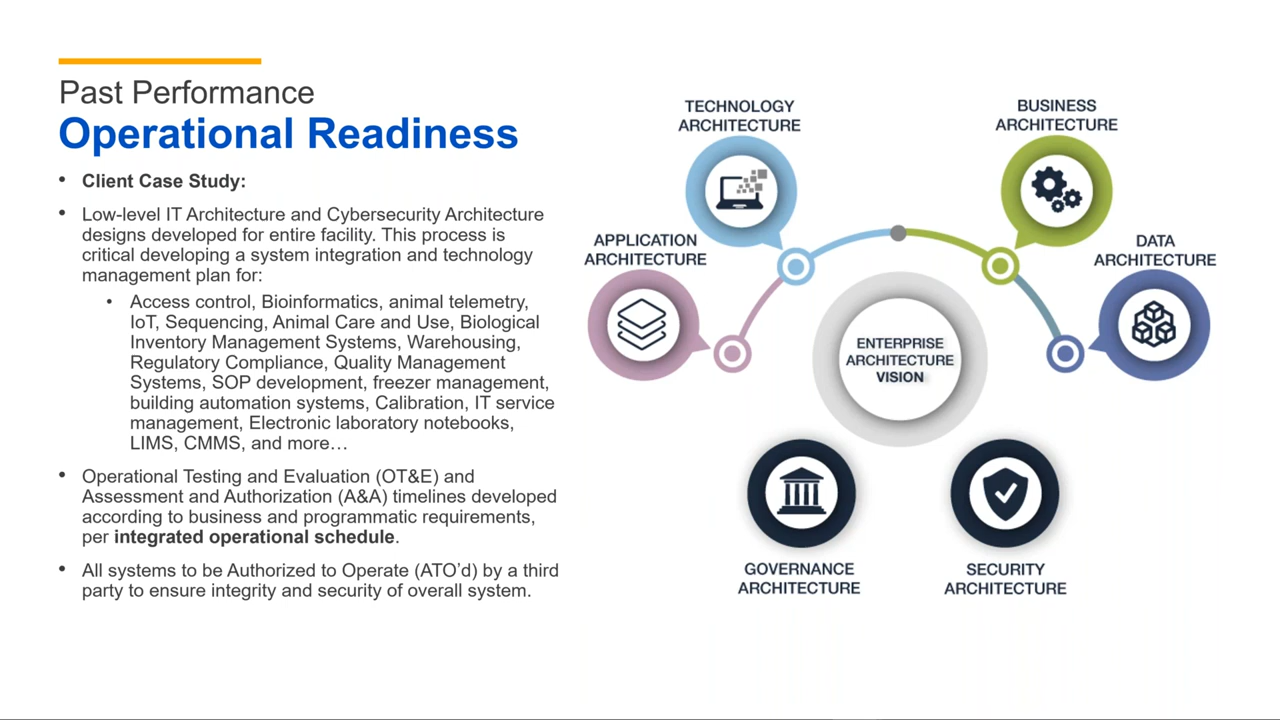 Past Performance
Operational Readiness
• Client Case Study:
• Low-level IT Architecture and Cybersecurity Architecture
designs developed for entire facility. This process is
critical developing a system integration and technology
management plan for:
• Access control, Bioinformatics, animal telemetry,
IoT, Sequencing, Animal Care and Use, Biological
Inventory Management Systems, Warehousing,
Regulatory Compliance, Quality Management
Systems, SOP development, freezer management,
building automation systems, Calibration, IT service
management, Electronic laboratory notebooks,
LIMS, CMMS, and more…
• Operational Testing and Evaluation (OT&E) and
Assessment and Authorization (A&A) timelines developed
according to business and programmatic requirements,
per integrated operational schedule.
• All systems to be Authorized to Operate (ATO’d) by a third
party to ensure integrity and security of overall system.
TECHNOLOGY
ARCHITECTURE
BUSINESS
ARCHITECTURE
APPLICATION
ARCHITECTURE
DATA
ARCHITECTURE
ENTERPRISE
ARCHITECTURE
VISION
GOVERNANCE
ARCHITECTURE
SECURITY
ARCHITECTURE